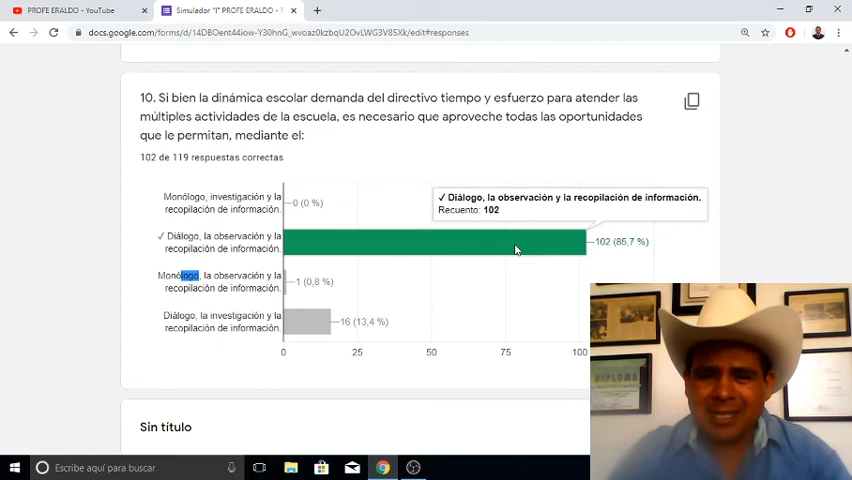 PROFE ERALDO - YouTube
Simulador "I" PROFE ERALDO -
docs.google.com/forms/d/14DBOent44iow-Y30hnG_wvoaz0kzbqU2OvLWG3V85Xk/edit#responses
10. Si bien la dinámica escolar demanda del directivo tiempo y esfuerzo para atender las
múltiples actividades de la escuela, es necesario que aproveche todas las oportunidades
que le permitan, mediante el:
102 de 119 respuestas correctas
✓ Diálogo, la observación y la recopilación de información.
Recuento: 102
Monólogo, investigación y la
recopilación de información.
0 (0 %)
✓ Diálogo, la observación y la
recopilación de información.
102 (85,7 %)
Monólogo, la observación y la
recopilación de información.
1 (0,8 %)
Diálogo, la investigación y la
recopilación de información.
16 (13,4 %)
0 25 50 75 100
DIPLOMA
Sin título
Escribe aquí para buscar